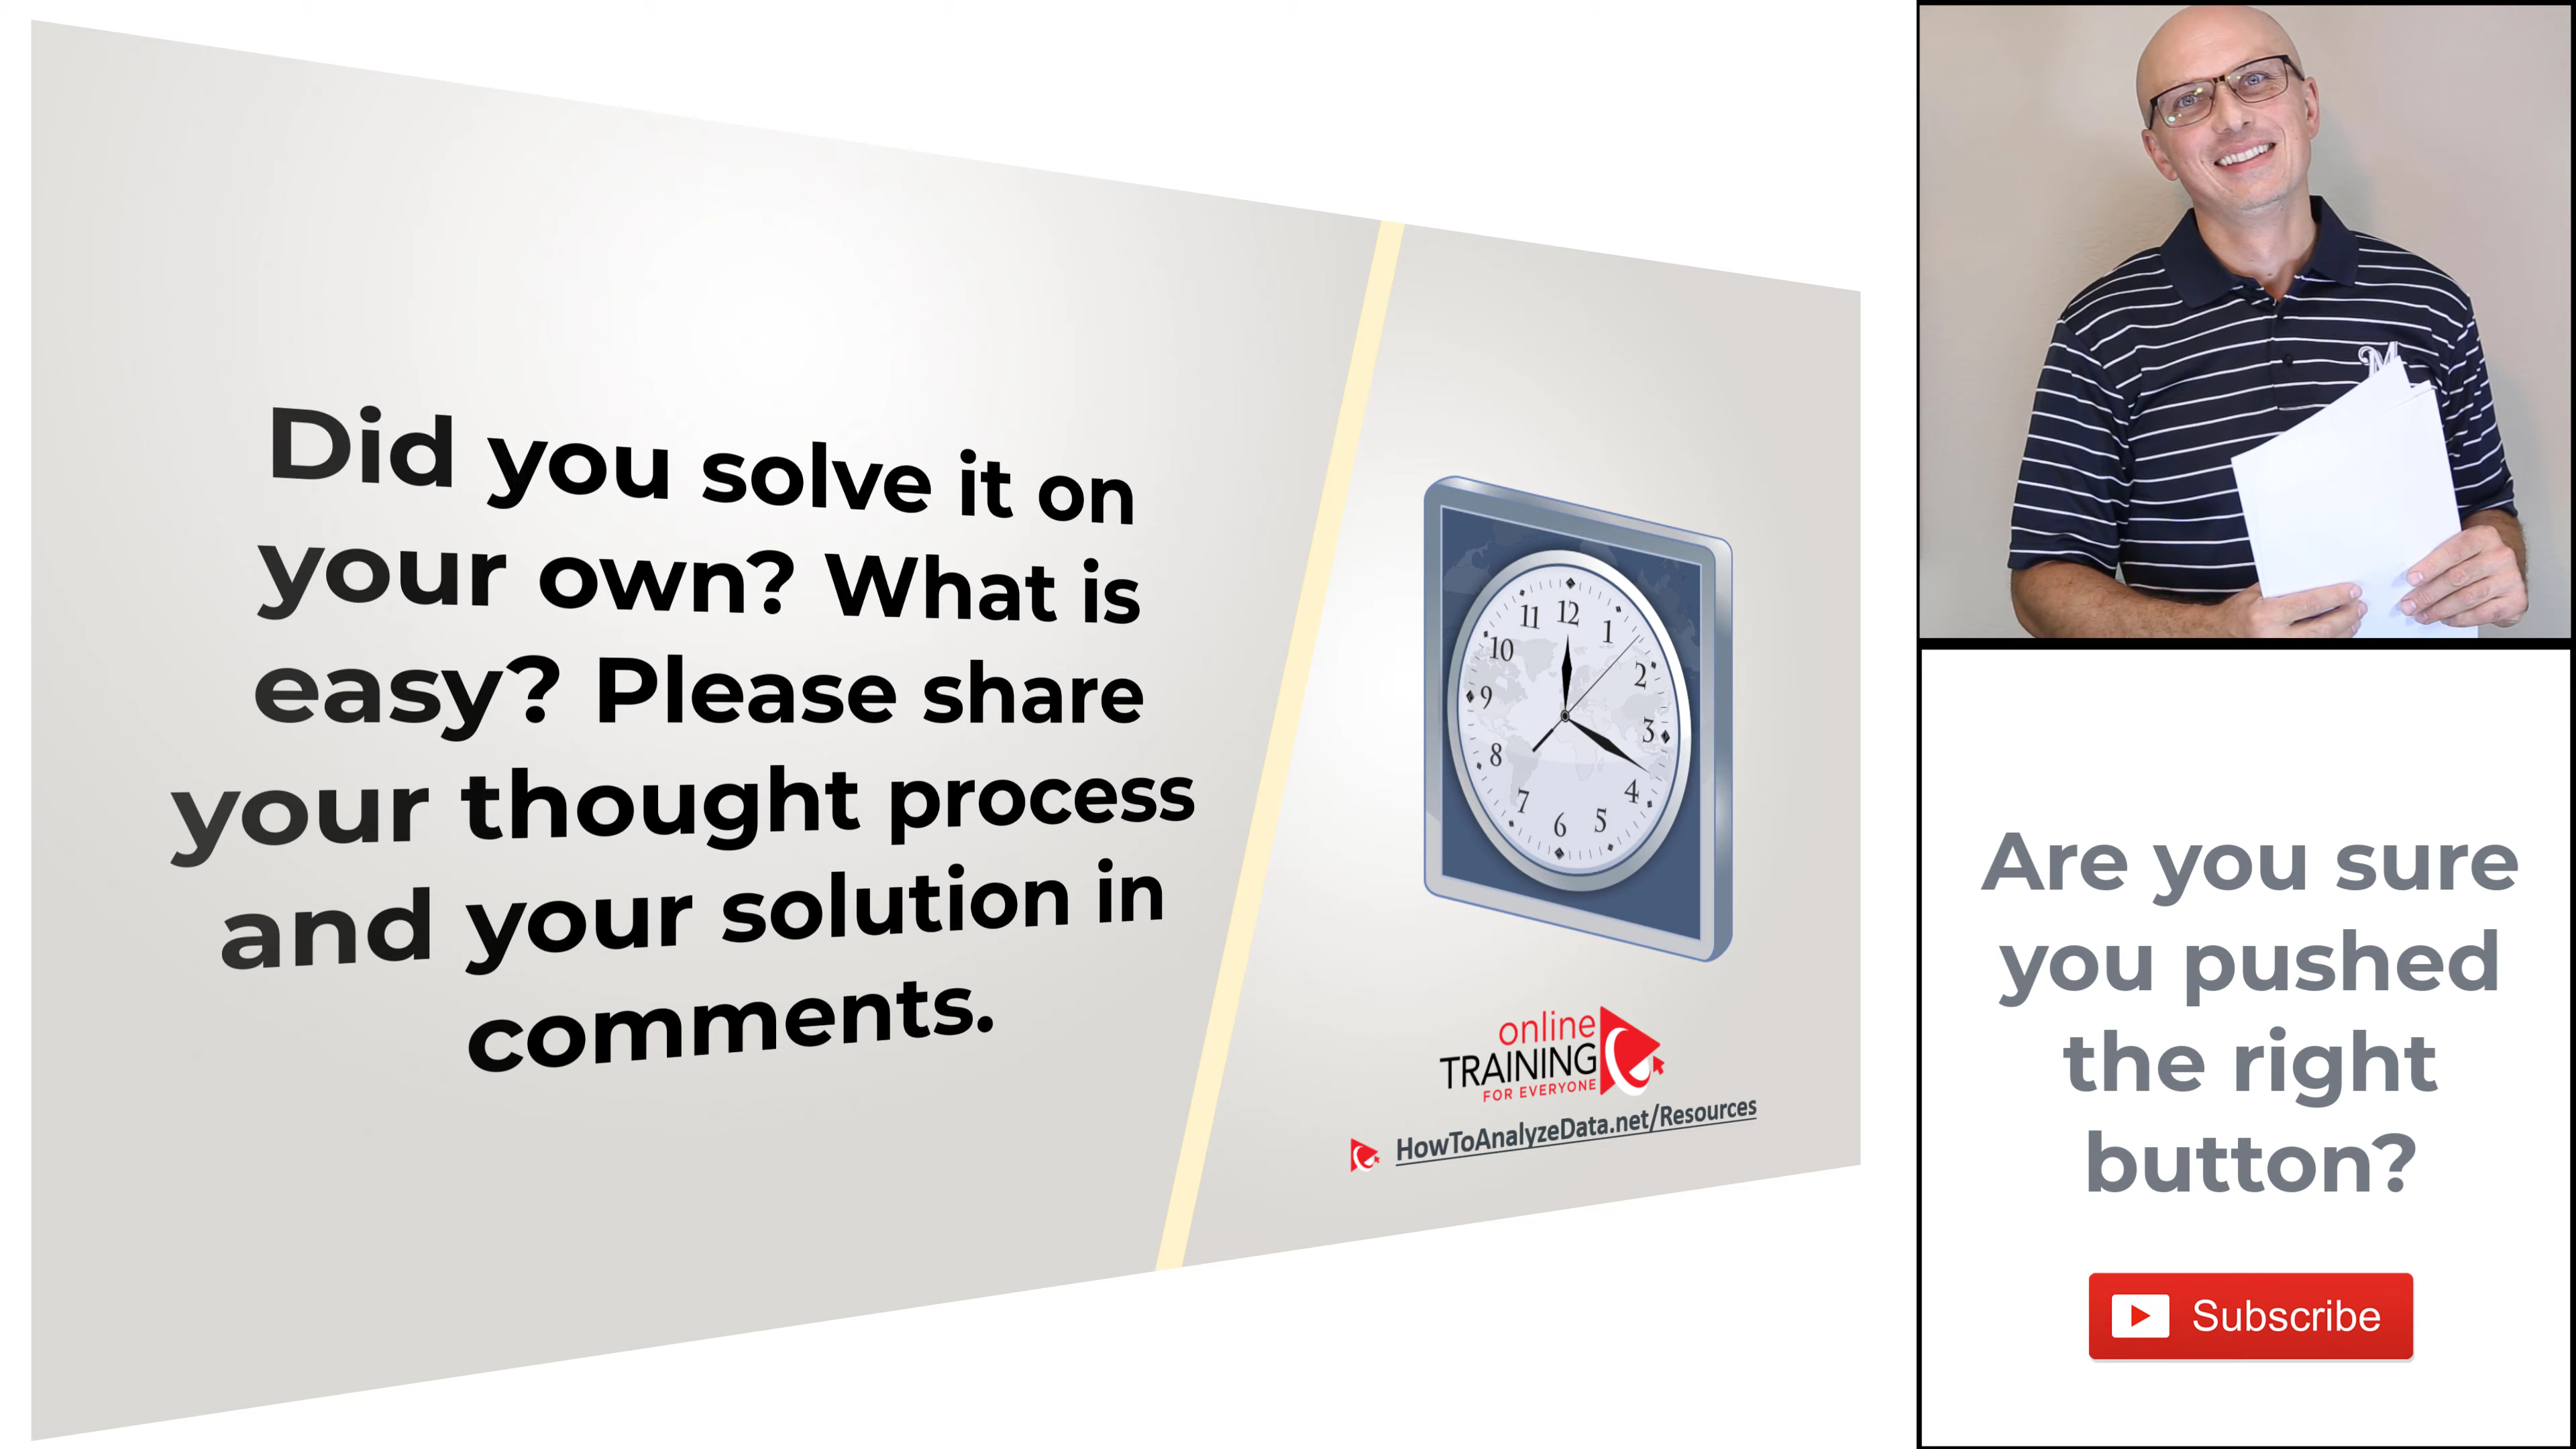 Did you solve it on
your own? What is
easy? Please share
your thought process
and your solution in
comments.
12
1
2
3
4
5
6
7
8
9
10
11
online
TRAINING
FOR EVERYONE
HowToAnalyzeData.net/Resources
M
Are you sure
you pushed
the right
button?
Subscribe